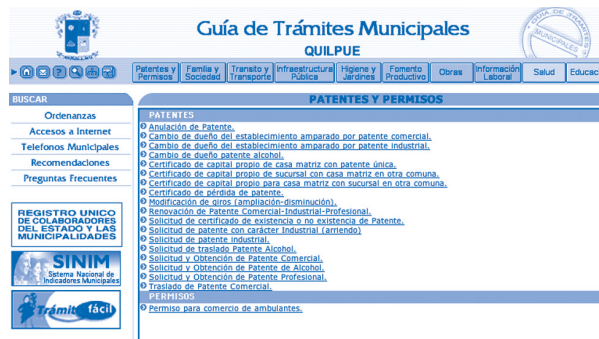 Guía de Trámites Municipales
QUILPUE
GUIA DE TRAMITES
MUNICIPALES
Patentes y Permisos
Familia y Sociedad
Transito y Transporte
Infraestructura Pública
Higiene y Jardines
Fomento Productivo
Obras
Información Laboral
Salud
Educac
BUSCAR
Ordenanzas
Accesos a Internet
Telefonos Municipales
Recomendaciones
Preguntas Frecuentes
REGISTRO UNICO
DE COLABORADORES
DEL ESTADO Y LAS
MUNICIPALIDADES
SINIM
Sistema Nacional de
Indicadores Municipales
Trámite fácil
PATENTES Y PERMISOS
PATENTES
Anulación de Patente.
Cambio de dueño del establecimiento amparado por patente comercial.
Cambio de dueño del establecimiento amparado por patente industrial.
Cambio de dueño patente alcohol.
Certificado de capital propio de casa matriz con patente única.
Certificado de capital propio de sucursal con casa matriz en otra comuna.
Certificado de capital propio para casa matriz con sucursal en otra comuna.
Certificado de pérdida de patente.
Modificación de giros (ampliación-disminución).
Renovación de Patente Comercial-Industrial-Profesional.
Solicitud de certificado de existencia o no existencia de Patente.
Solicitud de patente con carácter Industrial (arriendo)
Solicitud de patente industrial.
Solicitud de traslado Patente Alcohol.
Solicitud y Obtención de Patente Comercial.
Solicitud y Obtención de Patente de Alcohol.
Solicitud y Obtención de Patente Profesional.
Traslado de Patente Comercial.
PERMISOS
Permiso para comercio de ambulantes.